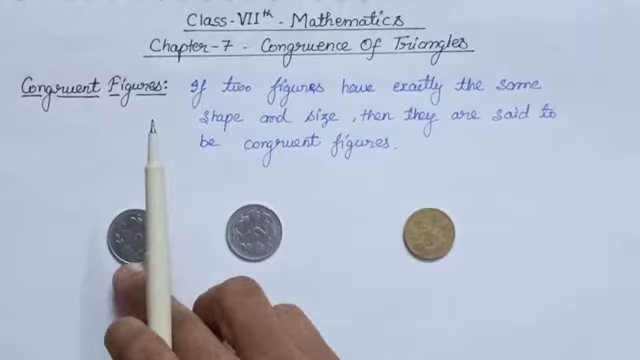 Class-VIIth - Mathematics
Chapter-7 - Congruence Of Triangles
Congruent Figures: If two figures have exactly the same
shape and size, then they are said to
be congruent figures.